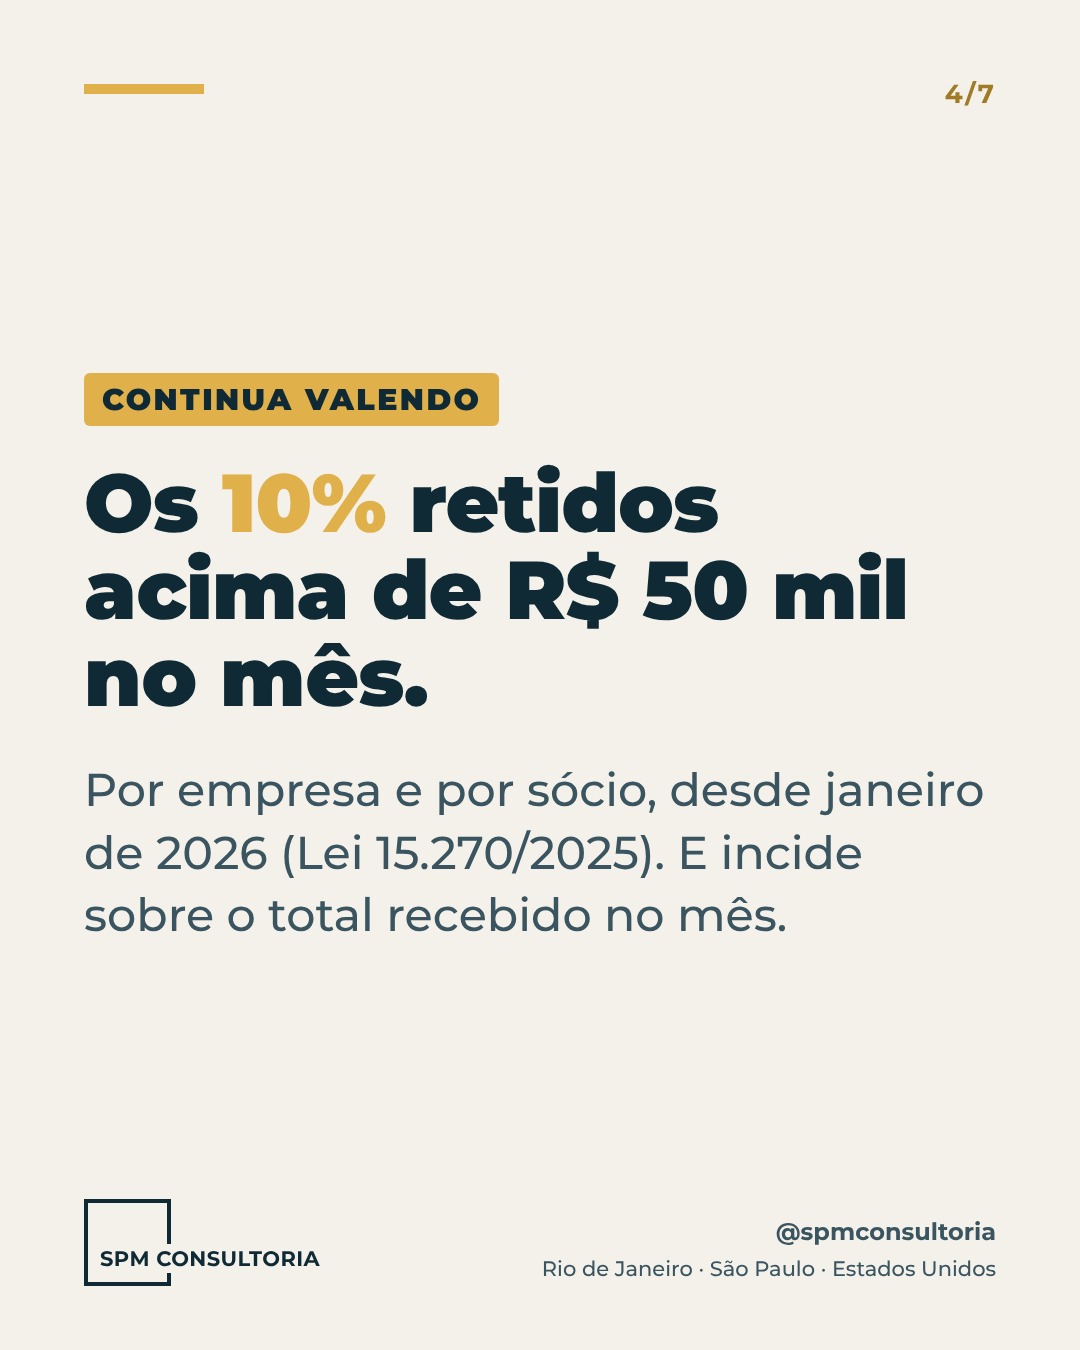 4/7
CONTINUA VALENDO
Os 10% retidos
acima de R$ 50 mil
no mês.
Por empresa e por sócio, desde janeiro
de 2026 (Lei 15.270/2025). E incide
sobre o total recebido no mês.
SPM CONSULTORIA
@spmconsultoria
Rio de Janeiro · São Paulo · Estados Unidos